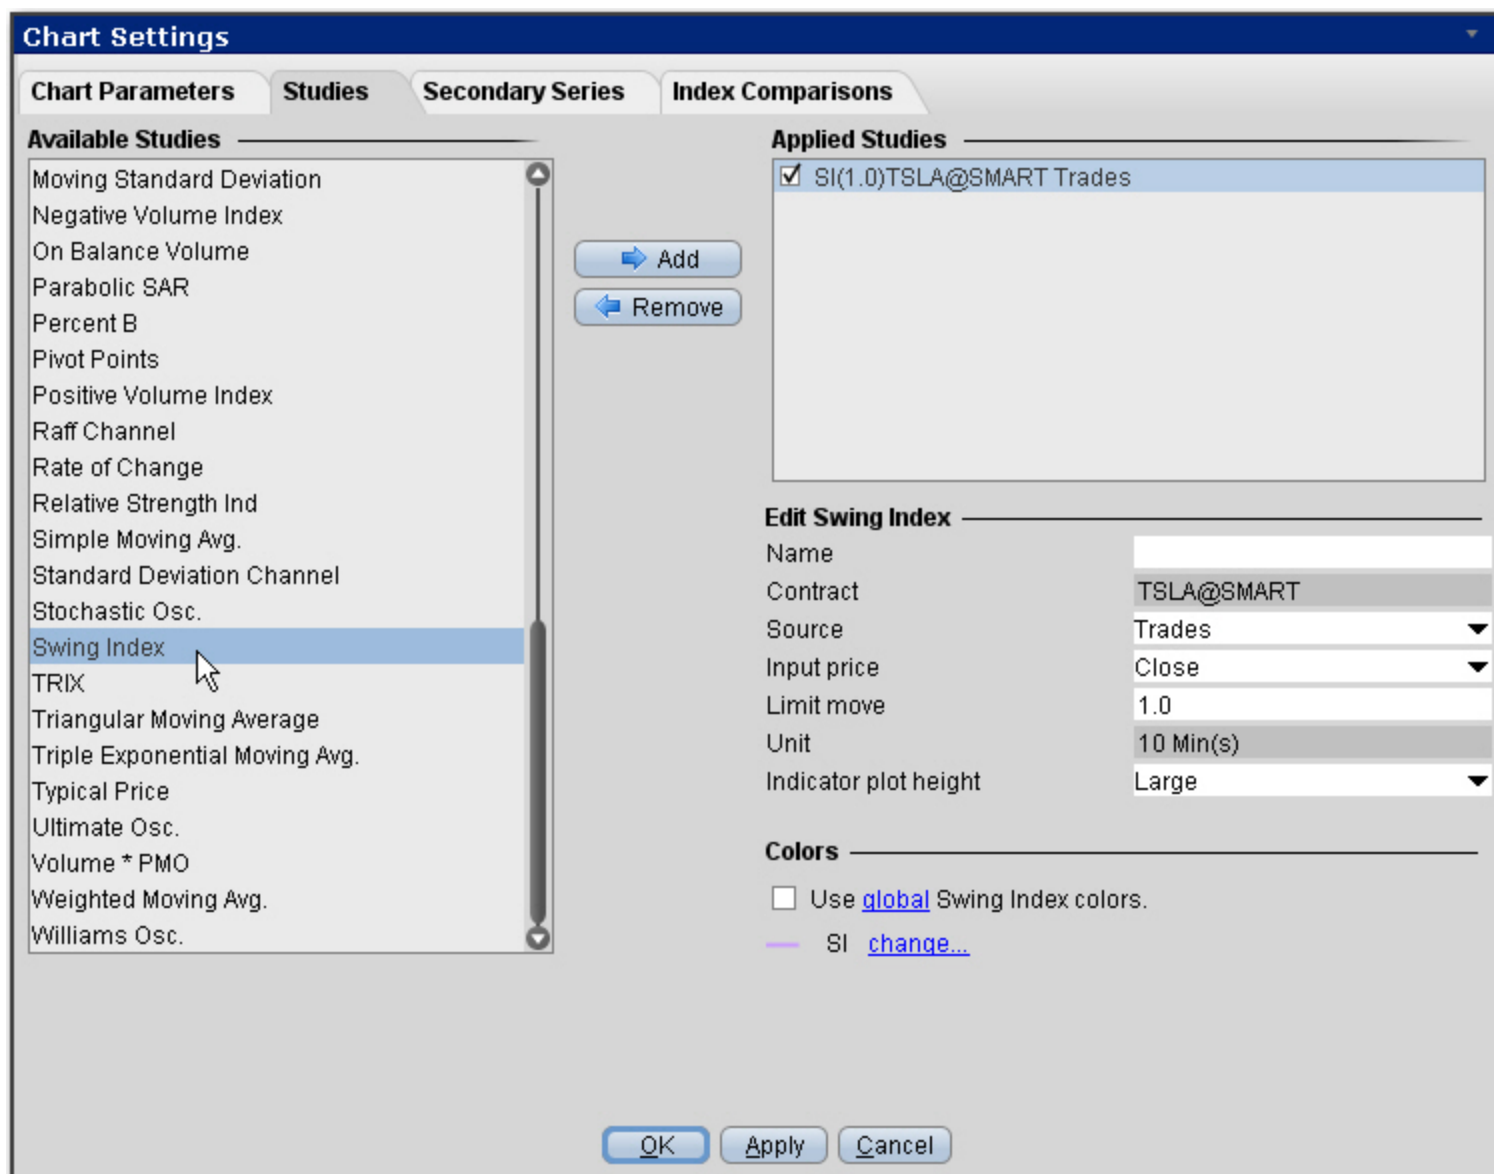 Chart Settings
Chart Parameters
Studies
Secondary Series
Index Comparisons
Available Studies
Moving Standard Deviation
Negative Volume Index
On Balance Volume
Parabolic SAR
Percent B
Pivot Points
Positive Volume Index
Raff Channel
Rate of Change
Relative Strength Ind
Simple Moving Avg.
Standard Deviation Channel
Stochastic Osc.
Swing Index
TRIX
Triangular Moving Average
Triple Exponential Moving Avg.
Typical Price
Ultimate Osc.
Volume * PMO
Weighted Moving Avg.
Williams Osc.
Add
Remove
Applied Studies
SI(1.0)TSLA@SMART Trades
Edit Swing Index
Name
Contract TSLA@SMART
Source Trades
Input price Close
Limit move 1.0
Unit 10 Min(s)
Indicator plot height Large
Colors
Use global Swing Index colors.
SI change...
OK
Apply
Cancel